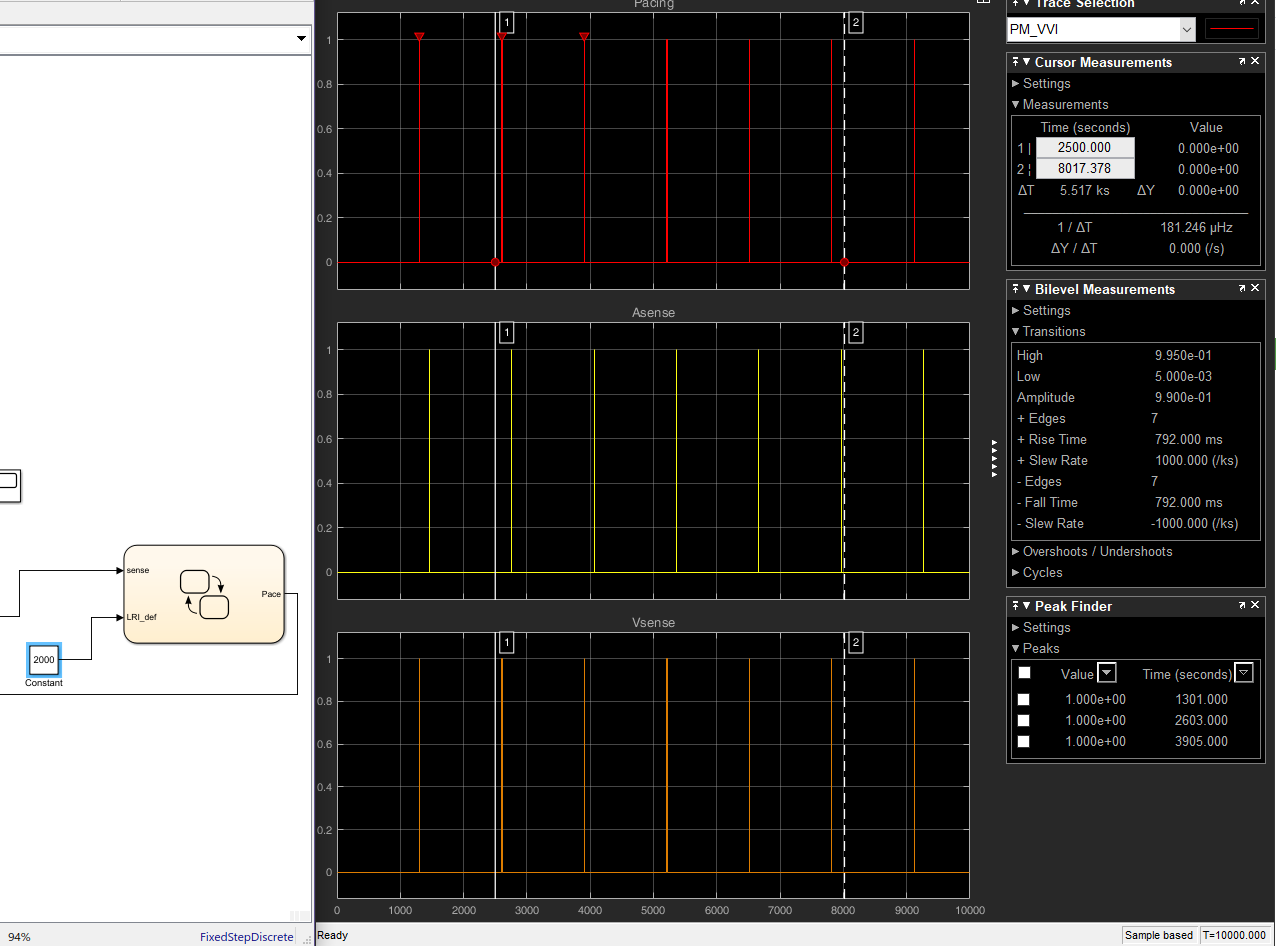 Pacing
1
2
1
0.8
0.6
0.4
0.2
0
Asense
1
2
1
0.8
0.6
0.4
0.2
0
Vsense
1
2
1
0.8
0.6
0.4
0.2
0
0 1000 2000 3000 4000 5000 6000 7000 8000 9000 10000
sense
Pace
LRI_def
2000
Constant
94%
FixedStepDiscrete
Ready
Sample based
T=10000.000
Trace Selection
PM_VVI
Cursor Measurements
Settings
Measurements
Time (seconds) Value
1 | 2500.000 0.000e+00
2 ¦ 8017.378 0.000e+00
ΔT 5.517 ks ΔY 0.000e+00
1 / ΔT 181.246 µHz
ΔY / ΔT 0.000 (/s)
Bilevel Measurements
Settings
Transitions
High 9.950e-01
Low 5.000e-03
Amplitude 9.900e-01
+ Edges 7
+ Rise Time 792.000 ms
+ Slew Rate 1000.000 (/ks)
- Edges 7
- Fall Time 792.000 ms
- Slew Rate -1000.000 (/ks)
Overshoots / Undershoots
Cycles
Peak Finder
Settings
Peaks
Value Time (seconds)
1.000e+00 1301.000
1.000e+00 2603.000
1.000e+00 3905.000